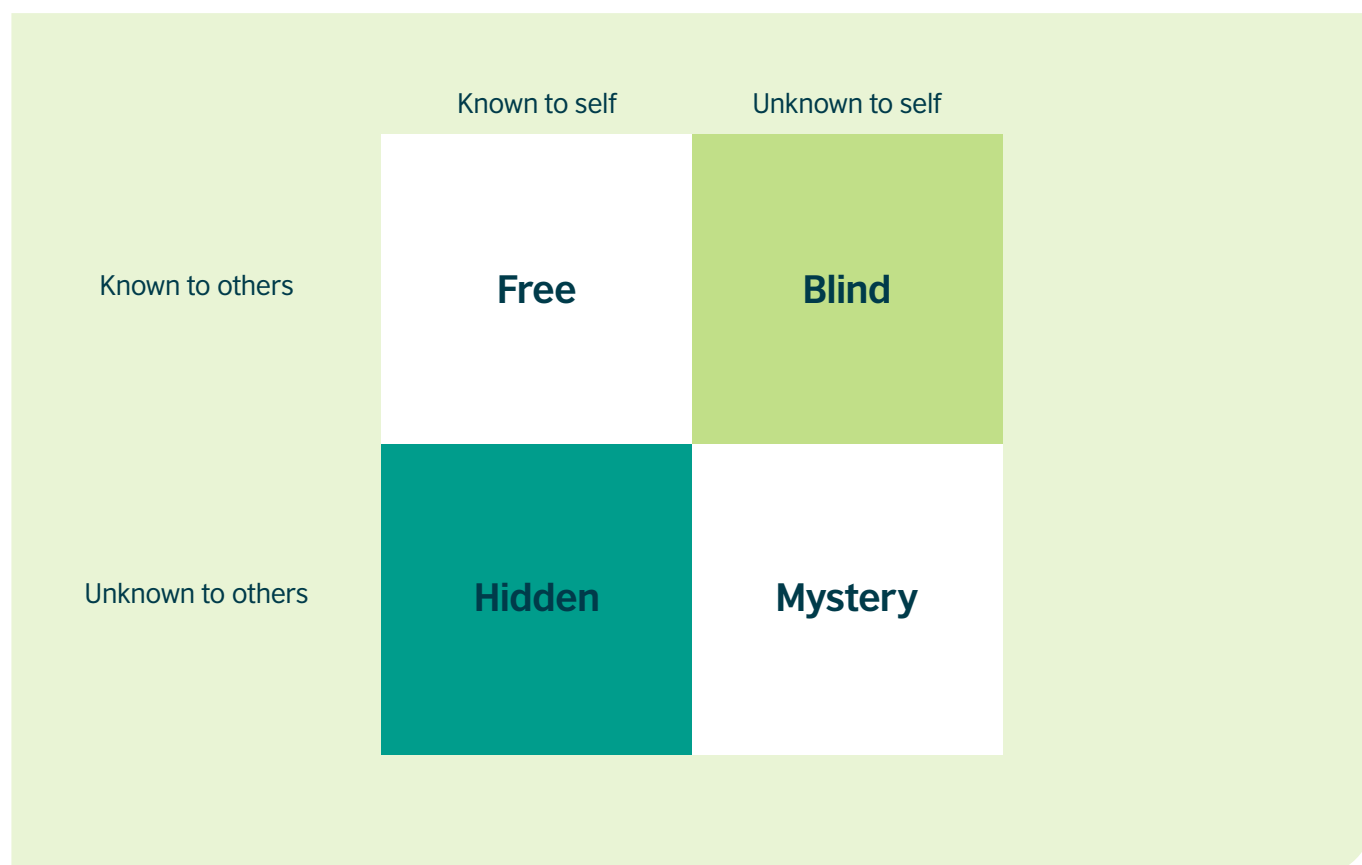 Known to self
Unknown to self
Known to others
Free
Blind
Unknown to others
Hidden
Mystery